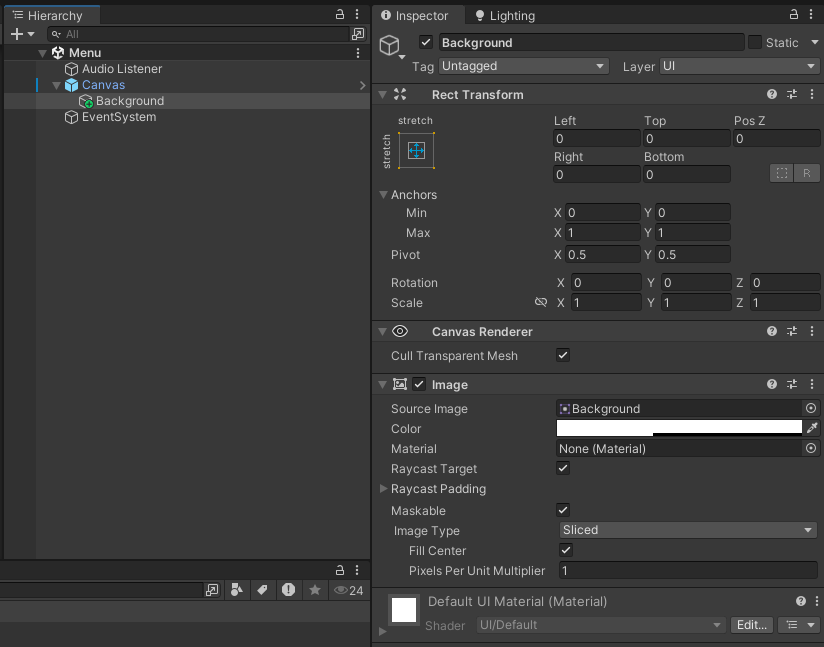 Hierarchy
All
Menu
Audio Listener
Canvas
Background
EventSystem
24
Inspector
Lighting
Background
Static
Tag Untagged Layer UI
Rect Transform
stretch
stretch
Left Top Pos Z
0 0 0
Right Bottom
0 0
R
Anchors
Min X 0 Y 0
Max X 1 Y 1
Pivot X 0.5 Y 0.5
Rotation X 0 Y 0 Z 0
Scale X 1 Y 1 Z 1
Canvas Renderer
Cull Transparent Mesh
Image
Source Image Background
Color
Material None (Material)
Raycast Target
Raycast Padding
Maskable
Image Type Sliced
Fill Center
Pixels Per Unit Multiplier 1
Default UI Material (Material)
Shader UI/Default Edit...